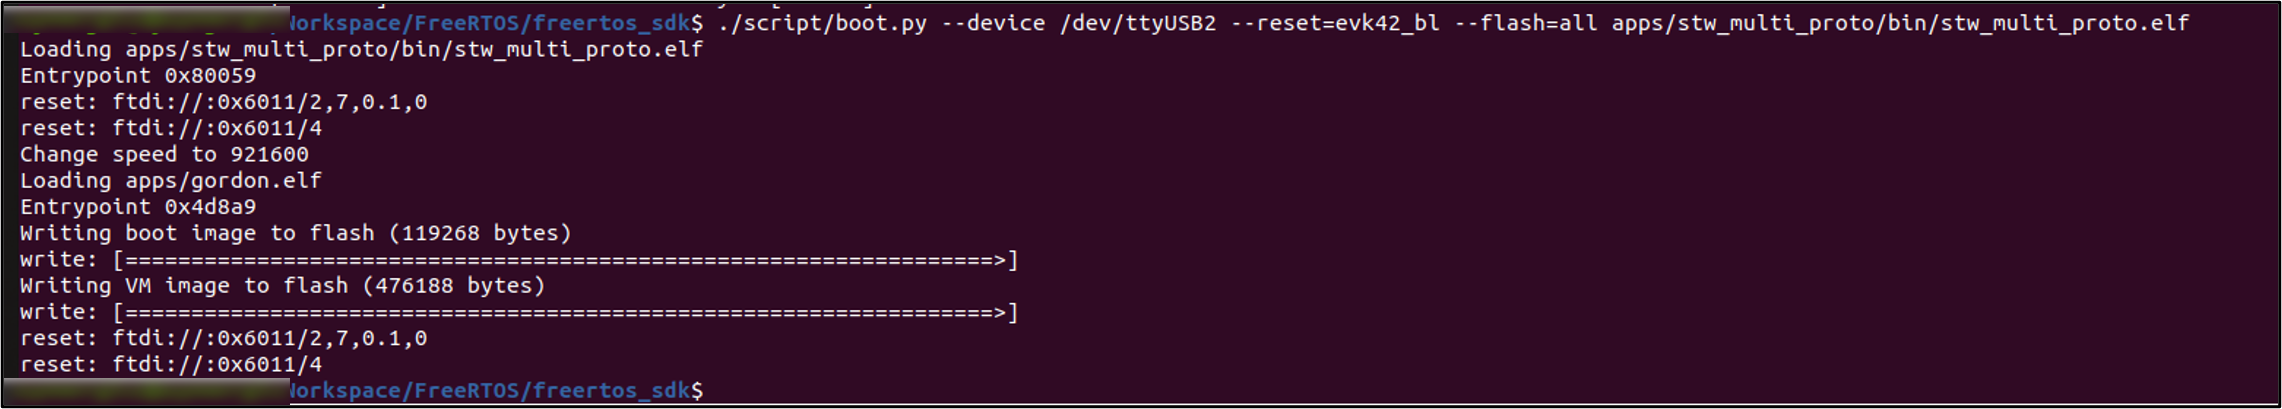 Workspace/FreeRTOS/freertos_sdk$ ./script/boot.py --device /dev/ttyUSB2 --reset=evk42_bl --flash=all apps/stw_multi_proto/bin/stw_multi_proto.elf
Loading apps/stw_multi_proto/bin/stw_multi_proto.elf
Entrypoint 0x80059
reset: ftdi://:0x6011/2,7,0.1,0
reset: ftdi://:0x6011/4
Change speed to 921600
Loading apps/gordon.elf
Entrypoint 0x4d8a9
Writing boot image to flash (119268 bytes)
write: [==================================================================>]
Writing VM image to flash (476188 bytes)
write: [==================================================================>]
reset: ftdi://:0x6011/2,7,0.1,0
reset: ftdi://:0x6011/4
Workspace/FreeRTOS/freertos_sdk$